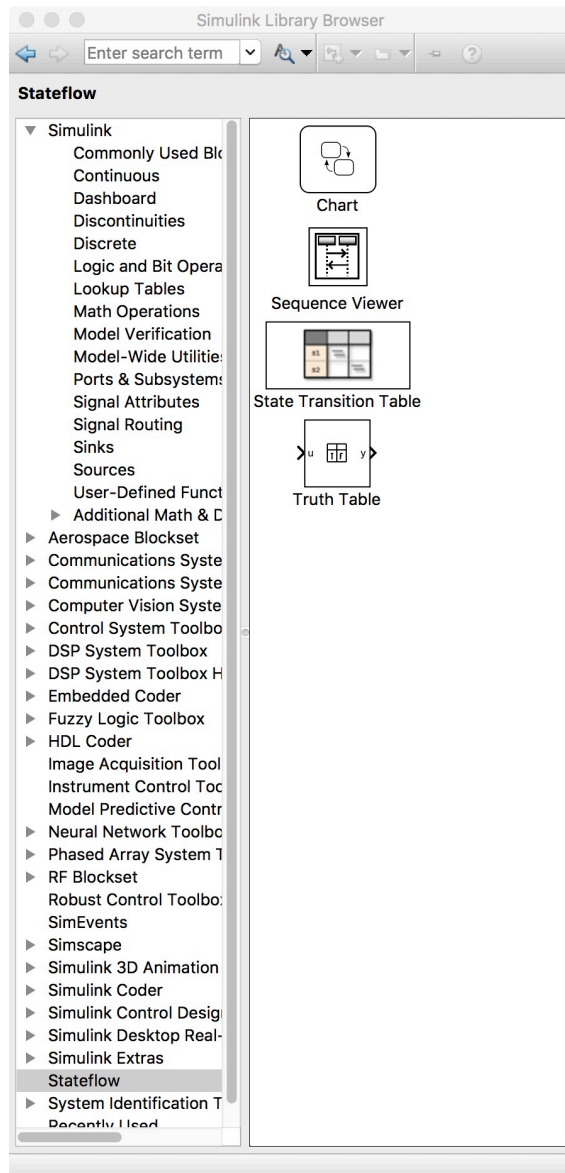 Simulink Library Browser
Enter search term
Stateflow
Simulink
Commonly Used Blo
Continuous
Dashboard
Discontinuities
Discrete
Logic and Bit Opera
Lookup Tables
Math Operations
Model Verification
Model-Wide Utilities
Ports & Subsystems
Signal Attributes
Signal Routing
Sinks
Sources
User-Defined Funct
Additional Math & D
Aerospace Blockset
Communications Syste
Communications Syste
Computer Vision Syste
Control System Toolbo
DSP System Toolbox
DSP System Toolbox H
Embedded Coder
Fuzzy Logic Toolbox
HDL Coder
Image Acquisition Tool
Instrument Control Too
Model Predictive Contr
Neural Network Toolbo
Phased Array System T
RF Blockset
Robust Control Toolbo
SimEvents
Simscape
Simulink 3D Animation
Simulink Coder
Simulink Control Desig
Simulink Desktop Real-
Simulink Extras
Stateflow
System Identification T
Recently Used
Chart
Sequence Viewer
s1
s2
State Transition Table
u T F y
Truth Table